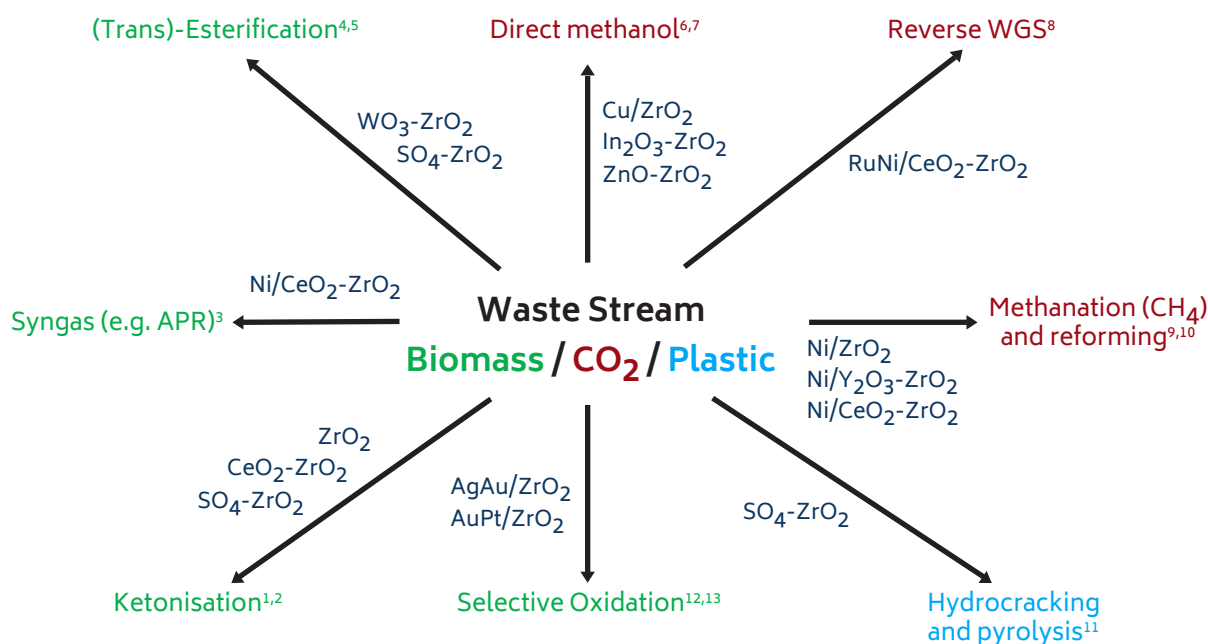 (Trans)-Esterification⁴,⁵
Direct methanol⁶,⁷
Reverse WGS⁸
WO₃-ZrO₂
SO₄-ZrO₂
Cu/ZrO₂
In₂O₃-ZrO₂
ZnO-ZrO₂
RuNi/CeO₂-ZrO₂
Ni/CeO₂-ZrO₂
Syngas (e.g. APR)³
Waste Stream
Biomass / CO₂ / Plastic
Methanation (CH₄)
and reforming⁹,¹⁰
Ni/ZrO₂
Ni/Y₂O₃-ZrO₂
Ni/CeO₂-ZrO₂
ZrO₂
CeO₂-ZrO₂
SO₄-ZrO₂
AgAu/ZrO₂
AuPt/ZrO₂
SO₄-ZrO₂
Ketonisation¹,²
Selective Oxidation¹²,¹³
Hydrocracking
and pyrolysis¹¹